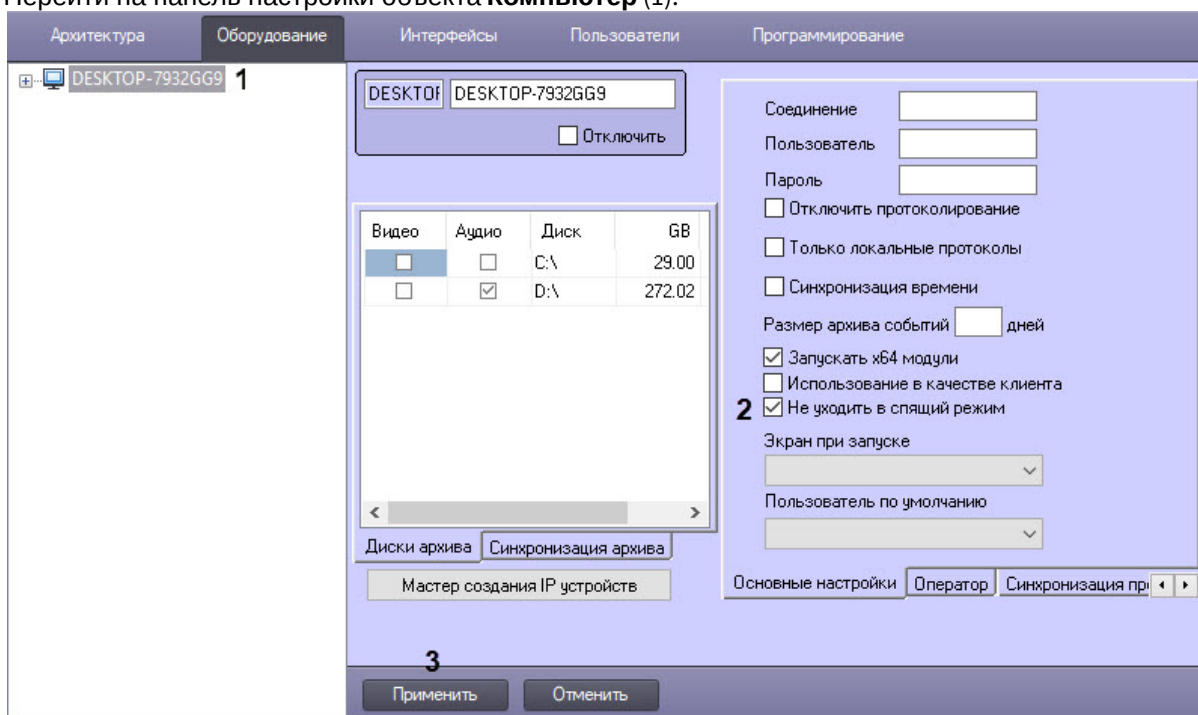 Перейти на панель настройки объекта Компьютер (1).
Архитектура Оборудование Интерфейсы Пользователи Программирование
DESKTOP-7932GG9 1
DESKTOP DESKTOP-7932GG9
Отключить
Видео Аудио Диск GB
C:\ 29.00
D:\ 272.02
Диски архива Синхронизация архива
Мастер создания IP устройств
Соединение
Пользователь
Пароль
Отключить протоколирование
Только локальные протоколы
Синхронизация времени
Размер архива событий дней
Запускать x64 модули
Использование в качестве клиента
2 Не уходить в спящий режим
Экран при запуске
Пользователь по умолчанию
Основные настройки Оператор Синхронизация
3
Применить Отменить